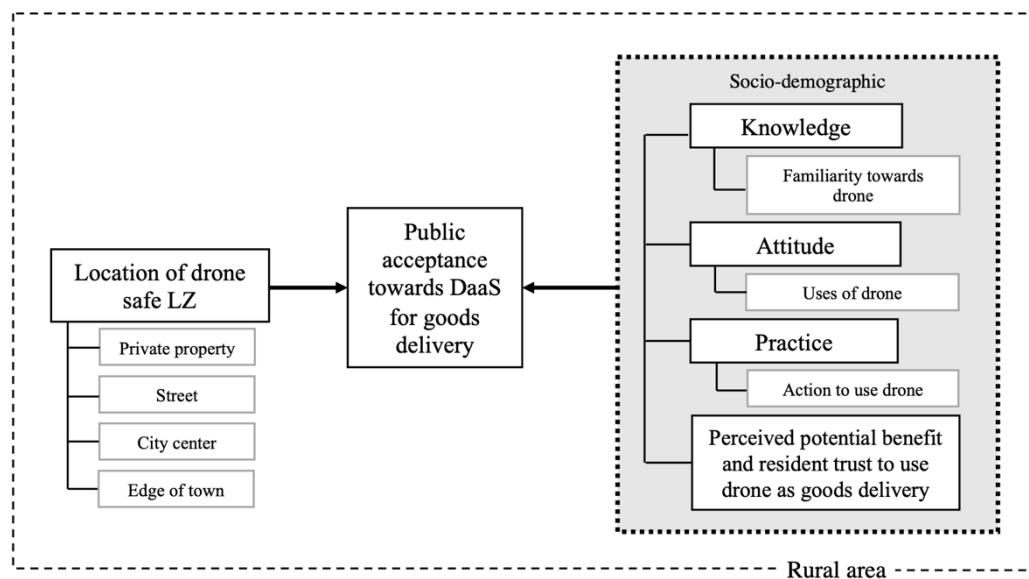 Location of drone
safe LZ
Private property
Street
City center
Edge of town
Public
acceptance
towards DaaS
for goods
delivery
Socio-demographic
Knowledge
Familiarity towards
drone
Attitude
Uses of drone
Practice
Action to use drone
Perceived potential benefit
and resident trust to use
drone as goods delivery
Rural area